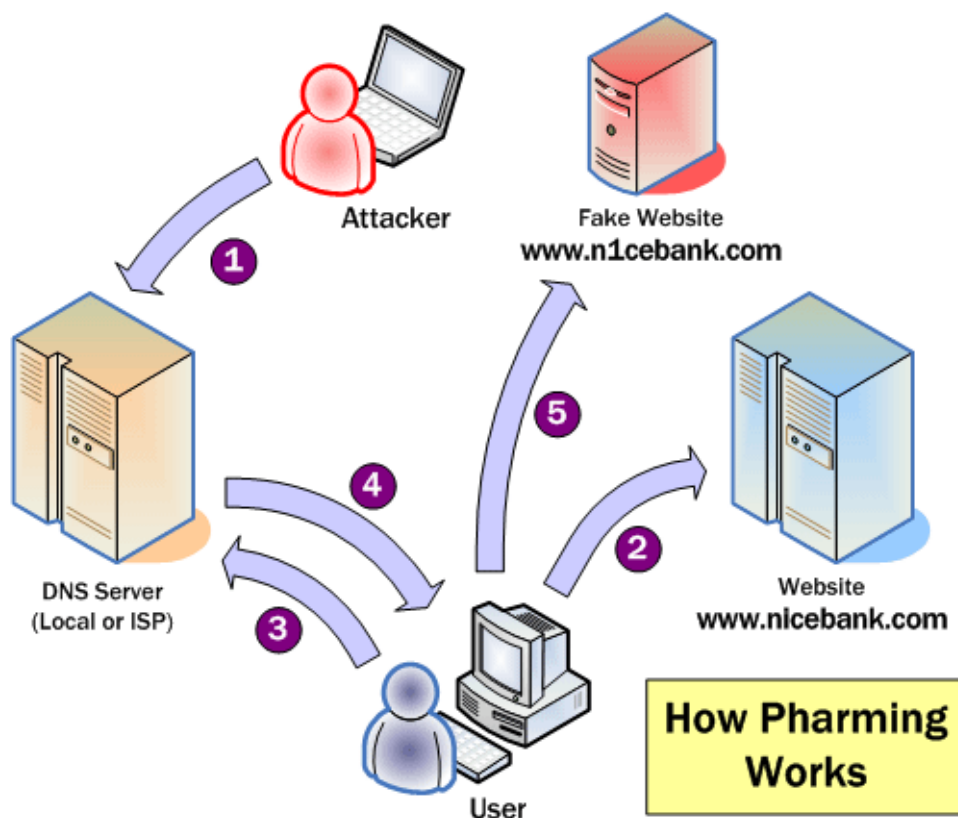 Attacker
Fake Website
www.n1cebank.com
1
5
4
2
DNS Server
(Local or ISP)
3
Website
www.nicebank.com
User
How Pharming
Works